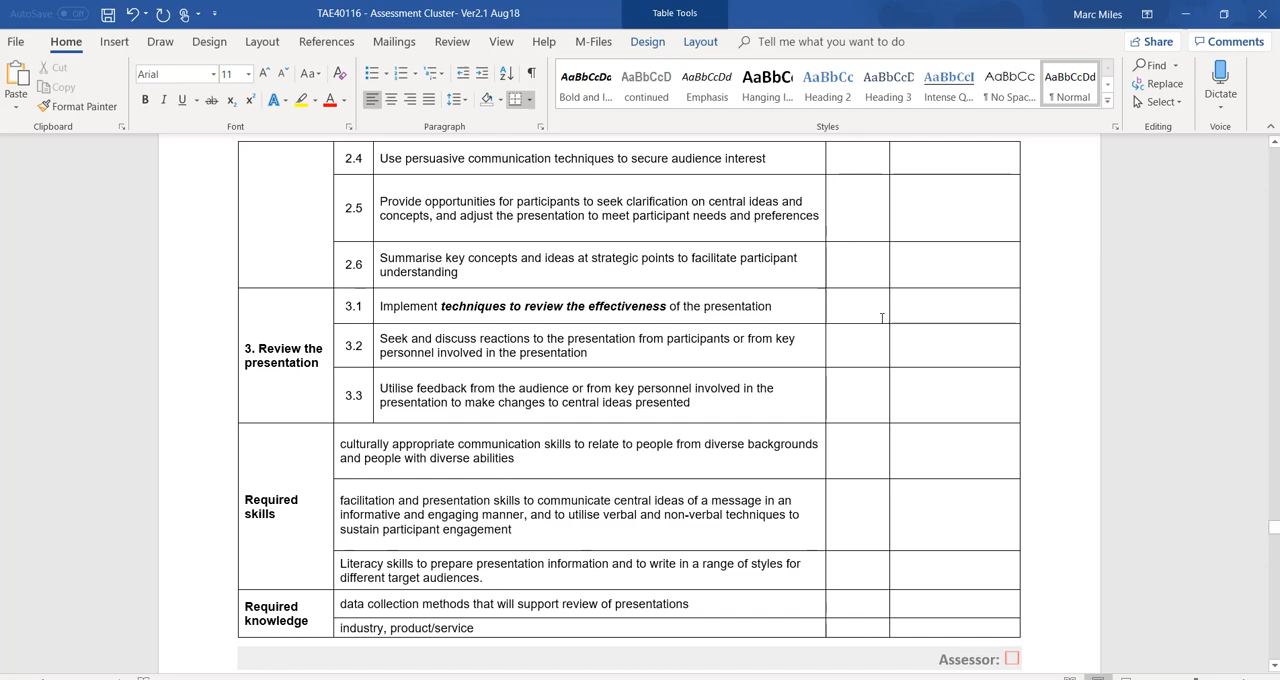 AutoSave Off TAE40116 - Assessment Cluster- Ver2.1 Aug18 Table Tools Marc Miles
File Home Insert Draw Design Layout References Mailings Review View Help M-Files Design Layout Tell me what you want to do Share Comments
Paste Cut Copy Format Painter
Arial 11
AaBbCcDc Bold and I...
AaBbCcD continued
AaBbCcDd Emphasis
AaBbC Hanging I...
AaBbCc Heading 2
AaBbCcD Heading 3
AaBbCcI Intense Q...
AaBbCc ¶ No Spac...
AaBbCcDd ¶ Normal
Find
Replace
Select
Dictate
Clipboard Font Paragraph Styles Editing Voice
2.4 Use persuasive communication techniques to secure audience interest
2.5 Provide opportunities for participants to seek clarification on central ideas and
concepts, and adjust the presentation to meet participant needs and preferences
2.6 Summarise key concepts and ideas at strategic points to facilitate participant
understanding
3. Review the
presentation
3.1 Implement techniques to review the effectiveness of the presentation
3.2 Seek and discuss reactions to the presentation from participants or from key
personnel involved in the presentation
3.3 Utilise feedback from the audience or from key personnel involved in the
presentation to make changes to central ideas presented
Required
skills
culturally appropriate communication skills to relate to people from diverse backgrounds
and people with diverse abilities
facilitation and presentation skills to communicate central ideas of a message in an
informative and engaging manner, and to utilise verbal and non-verbal techniques to
sustain participant engagement
Literacy skills to prepare presentation information and to write in a range of styles for
different target audiences.
Required
knowledge
data collection methods that will support review of presentations
industry, product/service
Assessor: